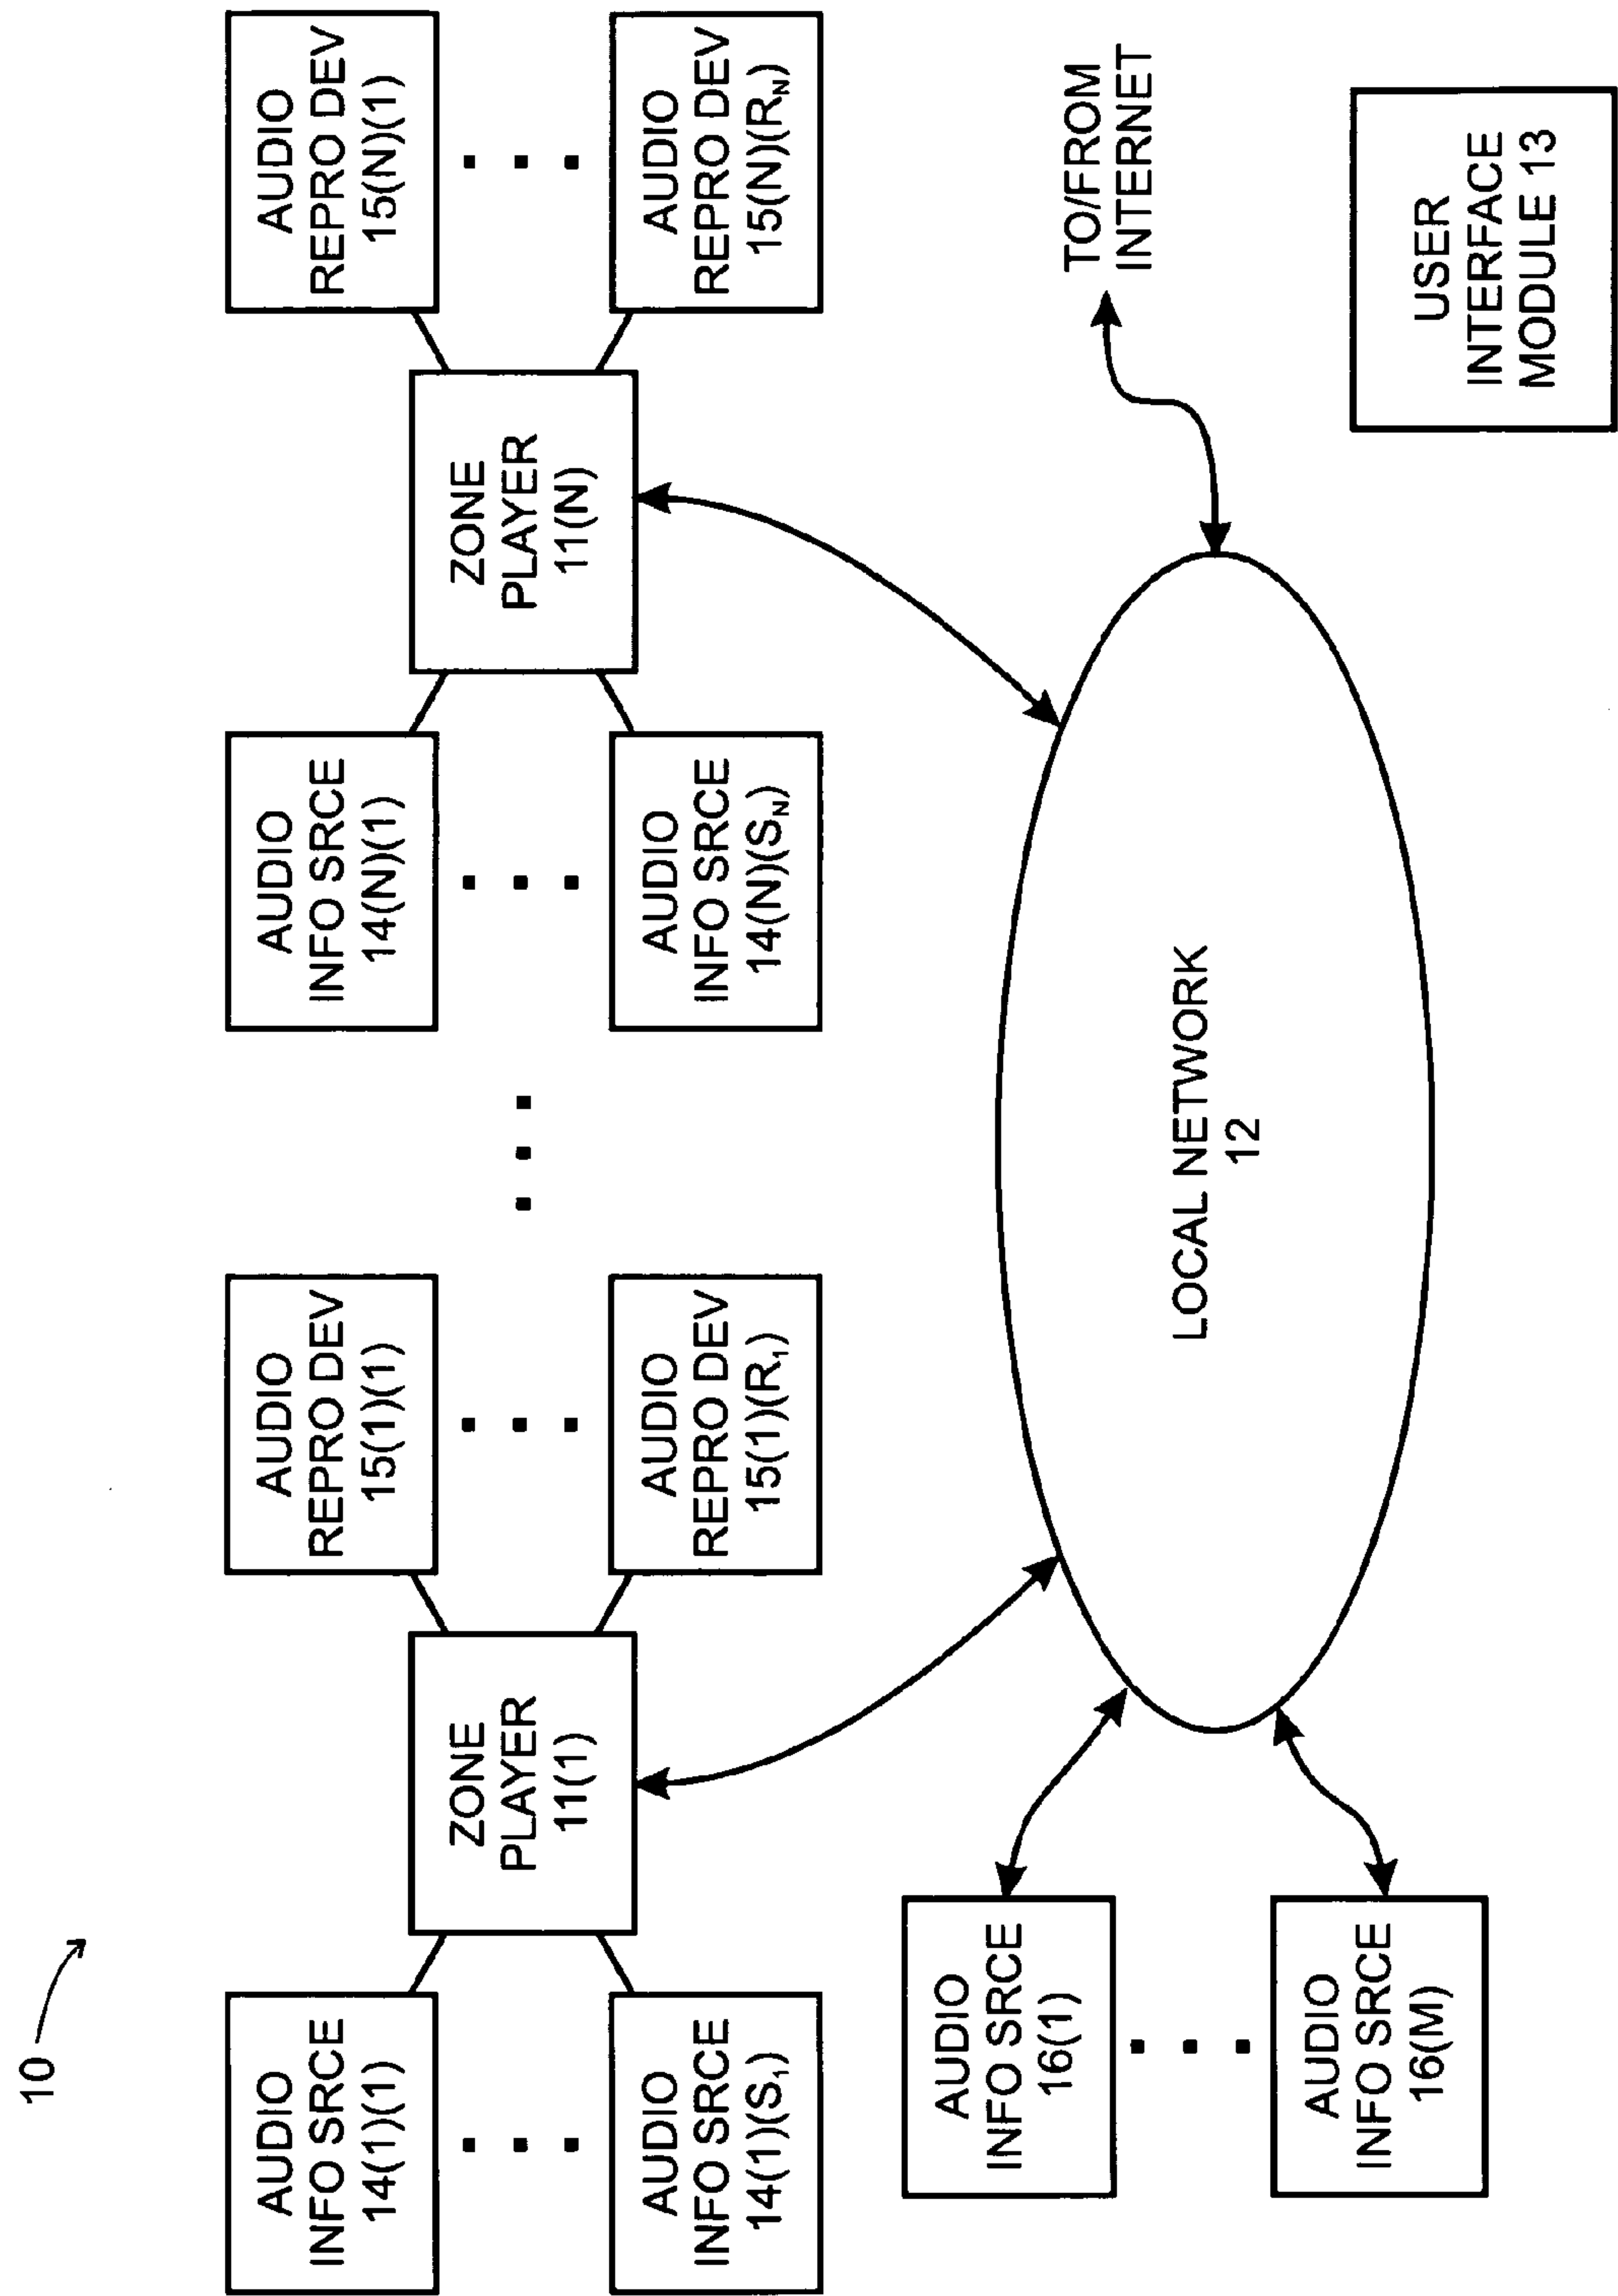 10
AUDIO
INFO SRCE
14(1)(1)
AUDIO
INFO SRCE
14(1)(S₁)
ZONE
PLAYER
11(1)
AUDIO
REPRO DEV
15(1)(1)
AUDIO
REPRO DEV
15(1)(R₁)
AUDIO
INFO SRCE
14(N)(1)
AUDIO
INFO SRCE
14(N)(S_N)
ZONE
PLAYER
11(N)
AUDIO
REPRO DEV
15(N)(1)
AUDIO
REPRO DEV
15(N)(R_N)
AUDIO
INFO SRCE
16(1)
AUDIO
INFO SRCE
16(M)
LOCAL NETWORK
12
TO/FROM
INTERNET
USER
INTERFACE
MODULE 13